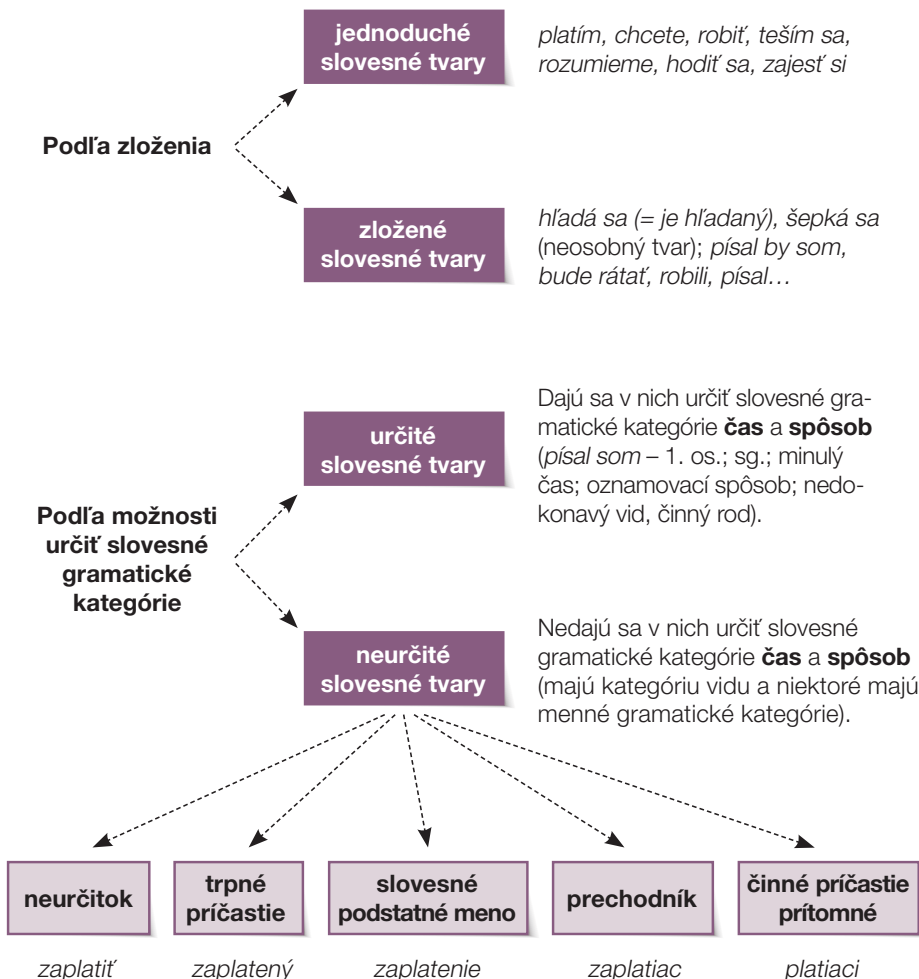 jednoduché
slovesné tvary
platím, chcete, robiť, teším sa,
rozumieme, hodiť sa, zajesť si
Podľa zloženia
zložené
slovesné tvary
hľadá sa (= je hľadaný), šepká sa
(neosobný tvar); písal by som,
bude rátať, robili, písal…
určité
slovesné tvary
Dajú sa v nich určiť slovesné gra-
matické kategórie čas a spôsob
(písal som – 1. os.; sg.; minulý
čas; oznamovací spôsob; nedo-
konavý vid, činný rod).
Podľa možnosti
určiť slovesné
gramatické
kategórie
neurčité
slovesné tvary
Nedajú sa v nich určiť slovesné
gramatické kategórie čas a spôsob
(majú kategóriu vidu a niektoré majú
menné gramatické kategórie).
neurčitok
trpné
príčastie
slovesné
podstatné meno
prechodník
činné príčastie
prítomné
zaplatiť
zaplatený
zaplatenie
zaplatiac
platiaci